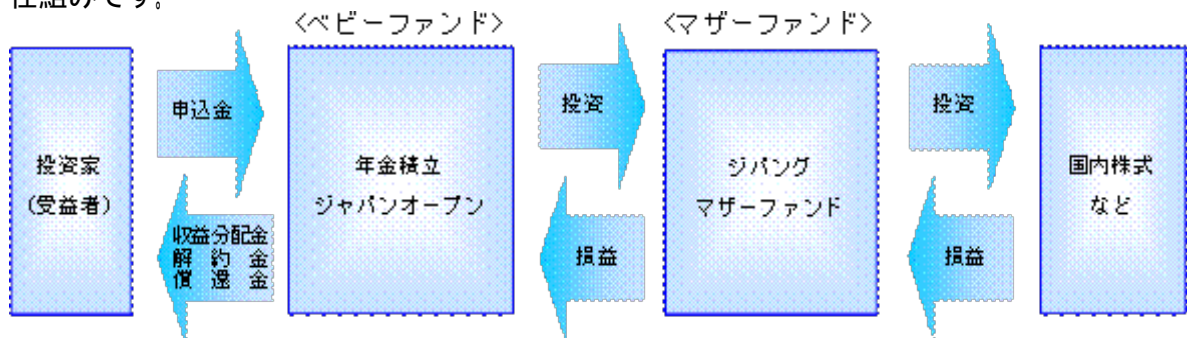 仕組みです。
〈ベビーファンド〉
〈マザーファンド〉
投資家
(受益者)
申込金
収益分配金
解約金
償還金
年金積立
ジャパンオープン
投資
損益
ジパング
マザーファンド
投資
損益
国内株式
など